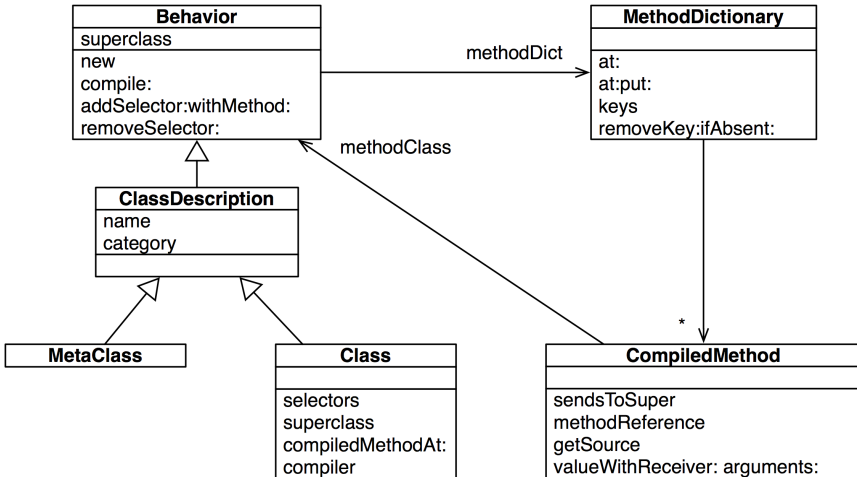 Behavior
superclass
new
compile:
addSelector:withMethod:
removeSelector:
methodDict
MethodDictionary
at:
at:put:
keys
removeKey:ifAbsent:
methodClass
ClassDescription
name
category
*
MetaClass
Class
selectors
superclass
compiledMethodAt:
compiler
CompiledMethod
sendsToSuper
methodReference
getSource
valueWithReceiver: arguments: